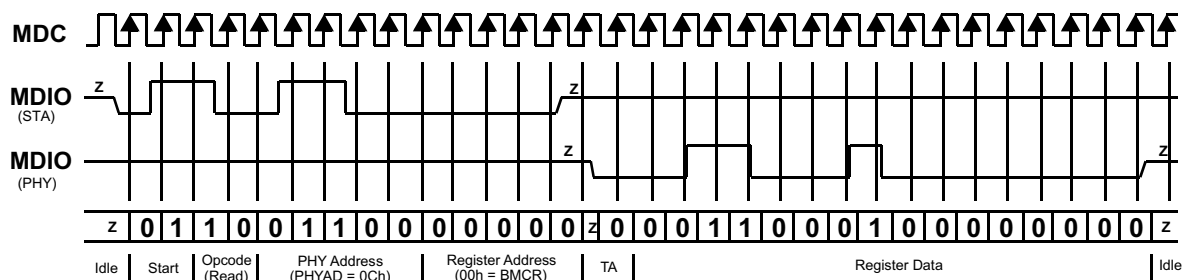 MDC
z z
MDIO
(STA)
MDIO z z
(PHY)
z 0 1 1 0 0 1 1 0 0 0 0 0 0 0 z 0 0 0 1 1 0 0 0 1 0 0 0 0 0 0 0 0 z
Idle Start Opcode PHY Address Register Address TA Register Data Idle
(Read) (PHYAD = 0Ch) (00h = BMCR)